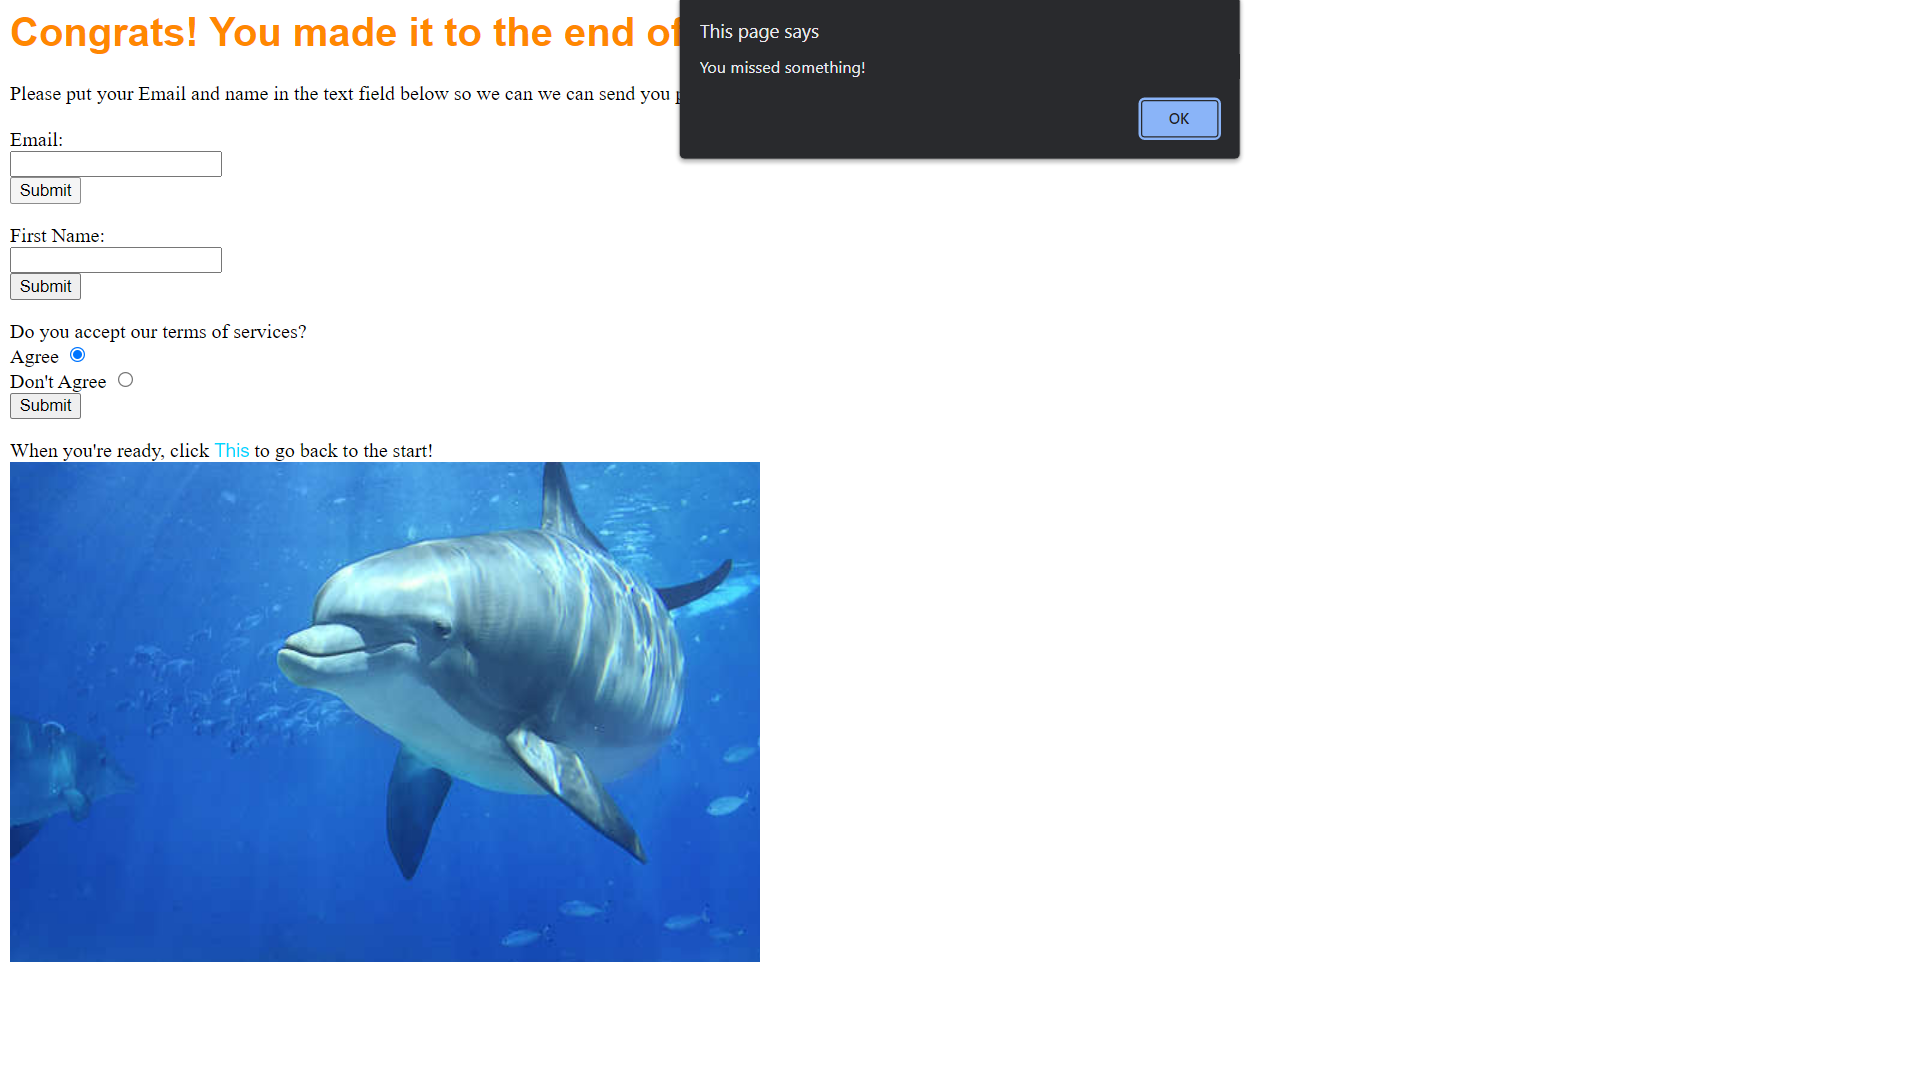 Congrats! You made it to the end of
Please put your Email and name in the text field below so we can we can send you
Email:
Submit
First Name:
Submit
Do you accept our terms of services?
Agree
Don't Agree
Submit
When you're ready, click This to go back to the start!
This page says
You missed something!
OK